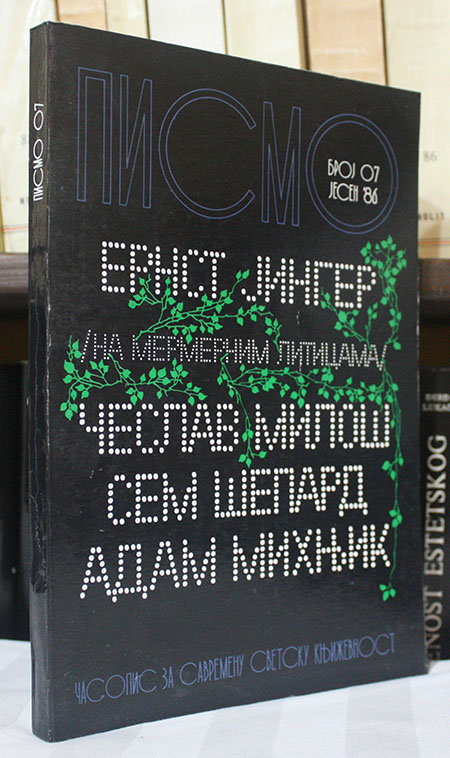 ПИСМО 07
ПИСМО
БРОЈ 07
ЈЕСЕН '86
ЕРНСТ ЈИНГЕР
/НА МЕРМЕРНИМ ЛИТИЦАМА/
ЧЕСЛАВ МИЛОШ
СЕМ ШЕПАРД
АДАМ МИХЊИК
ЧАСОПИС ЗА САВРЕМЕНУ СВЕТСКУ КЊИЖЕВНОСТ
ENOST ESTETSKOG